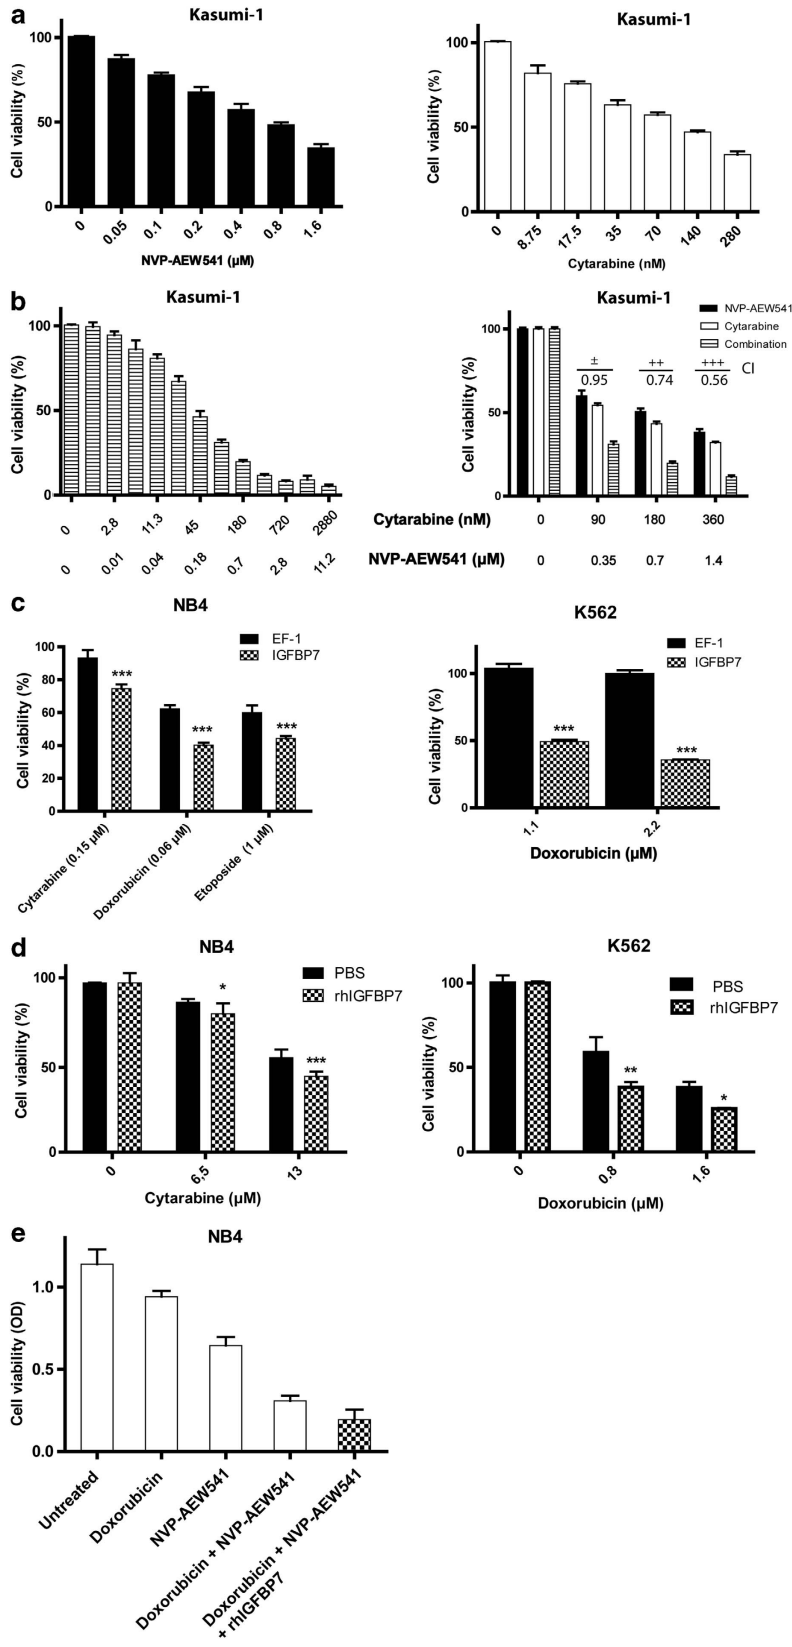 a
Kasumi-1
Cell viability (%)
100
50
0
0 0.05 0.1 0.2 0.4 0.8 1.6
NVP-AEW541 (µM)
Kasumi-1
Cell viability (%)
100
50
0
0 8.75 17.5 35 70 140 280
Cytarabine (nM)
b
Kasumi-1
Cell viability (%)
100
50
0
0 2.8 11.3 45 180 720 2880
0 0.01 0.04 0.18 0.7 2.8 11.2
Kasumi-1
NVP-AEW541
Cytarabine
Combination
Cell viability (%)
100
50
0
± ++ +++
0.95 0.74 0.56
CI
Cytarabine (nM) 0 90 180 360
NVP-AEW541 (µM) 0 0.35 0.7 1.4
c
NB4
EF-1
IGFBP7
Cell viability (%)
100
80
60
40
20
0
*** *** ***
Cytarabine (0.15 µM)
Doxorubicin (0.06 µM)
Etoposide (1 µM)
K562
EF-1
IGFBP7
Cell viability (%)
100
50
0
*** ***
1.1 2.2
Doxorubicin (µM)
d
NB4
PBS
rhIGFBP7
Cell viability (%)
100
50
0
* ***
0 6.5 13
Cytarabine (µM)
K562
PBS
rhIGFBP7
Cell viability (%)
100
50
0
** *
0 0.8 1.6
Doxorubicin (µM)
e
NB4
Cell viability (OD)
1.0
0.5
0.0
Untreated
Doxorubicin
NVP-AEW541
Doxorubicin + NVP-AEW541
Doxorubicin + NVP-AEW541
+ rhIGFBP7